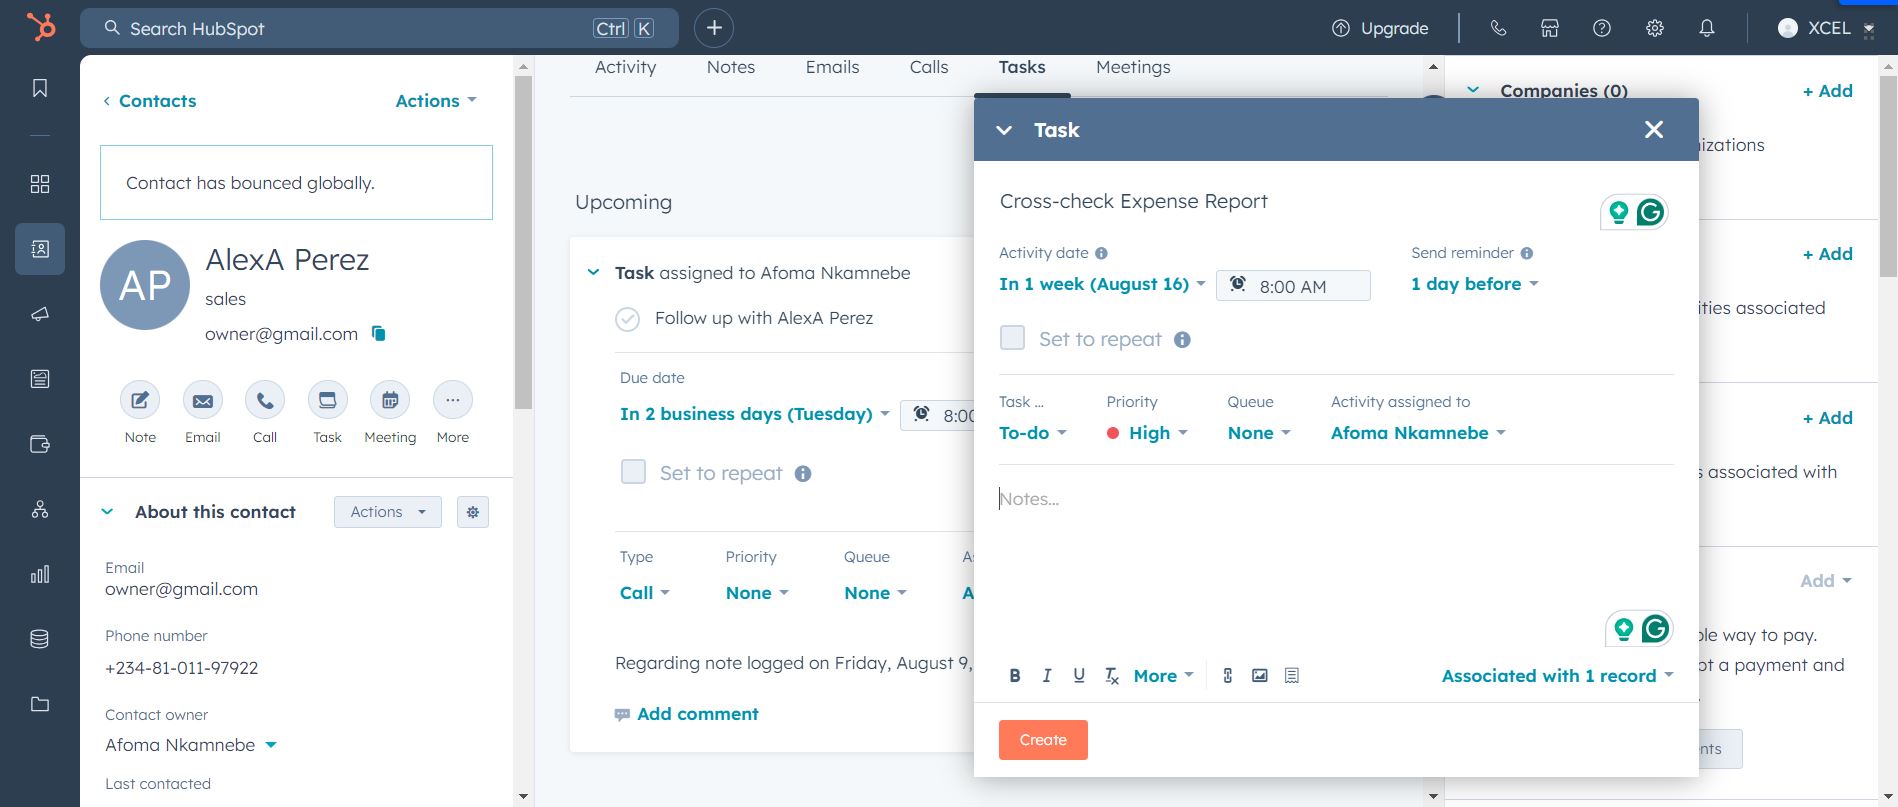 Search HubSpot
Ctrl K
Upgrade
XCEL
Contacts
Actions
Contact has bounced globally.
AP
AlexA Perez
sales
owner@gmail.com
Note
Email
Call
Task
Meeting
More
About this contact
Actions
Email
owner@gmail.com
Phone number
+234-81-011-97922
Contact owner
Afoma Nkamnebe
Last contacted
Activity
Notes
Emails
Calls
Tasks
Meetings
Upcoming
Task assigned to Afoma Nkamnebe
Follow up with AlexA Perez
Due date
In 2 business days (Tuesday)
8:00
Set to repeat
Type
Priority
Queue
Call
None
None
Regarding note logged on Friday, August 9,
Add comment
Task
Cross-check Expense Report
Activity date
Send reminder
In 1 week (August 16)
8:00 AM
1 day before
Set to repeat
Task ...
Priority
Queue
Activity assigned to
To-do
High
None
Afoma Nkamnebe
Notes...
B I U Tx More
Associated with 1 record
Create
Companies (0)
+ Add
+ Add
associated
+ Add
associated with
Add
way to pay.
a payment and